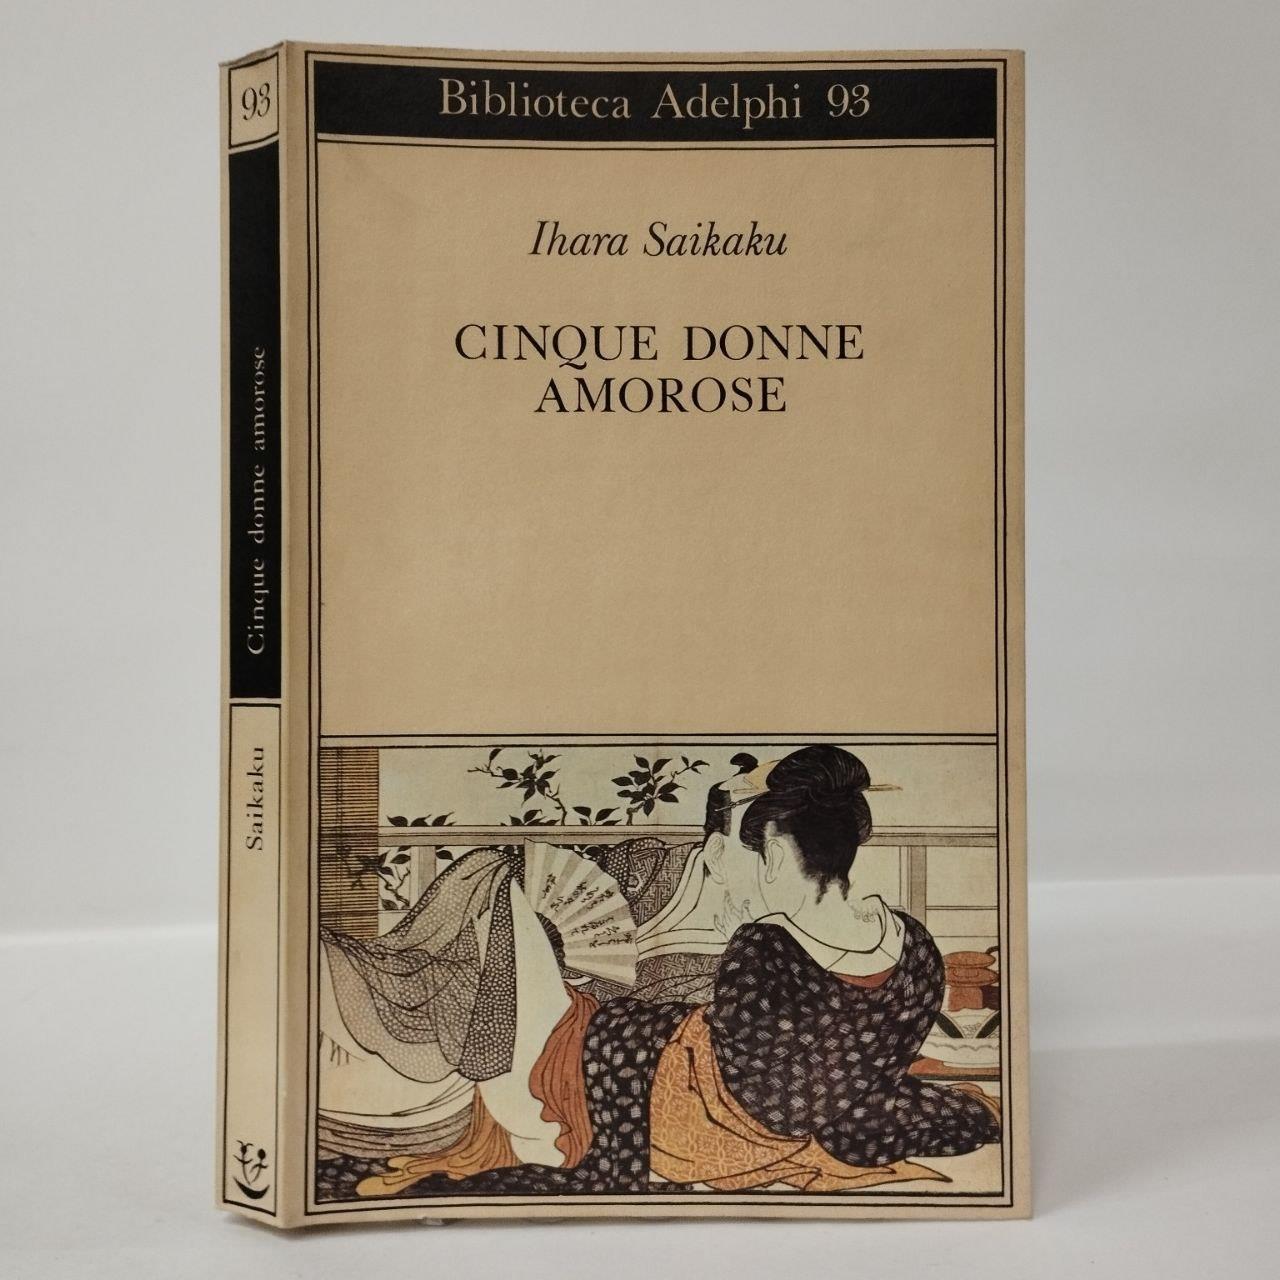 93
Cinque donne amorose
Saikaku
Biblioteca Adelphi 93
Ihara Saikaku
CINQUE DONNE
AMOROSE